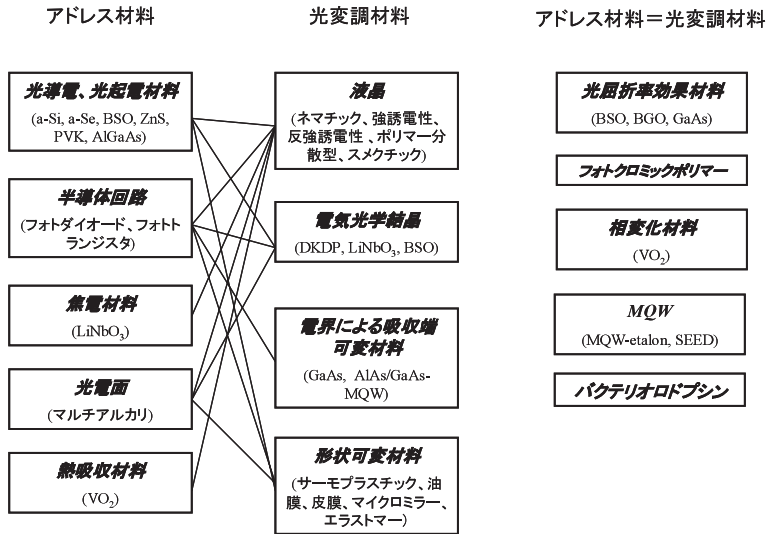 アドレス材料
光導電、光起電材料
(a-Si, a-Se, BSO, ZnS,
PVK, AlGaAs)
半導体回路
(フォトダイオード、フォトト
ランジスタ)
焦電材料
(LiNbO₃)
光電面
(マルチアルカリ)
熱吸収材料
(VO₂)
光変調材料
液晶
(ネマチック、強誘電性、
反強誘電性 、ポリマー分
散型、スメクチック)
電気光学結晶
(DKDP, LiNbO₃, BSO)
電界による吸収端
可変材料
(GaAs, AlAs/GaAs-
MQW)
形状可変材料
(サーモプラスチック、油
膜、皮膜、マイクロミラー、
エラストマー)
アドレス材料＝光変調材料
光屈折率効果材料
(BSO, BGO, GaAs)
フォトクロミックポリマー
相変化材料
(VO₂)
MQW
(MQW-etalon, SEED)
バクテリオロドプシン